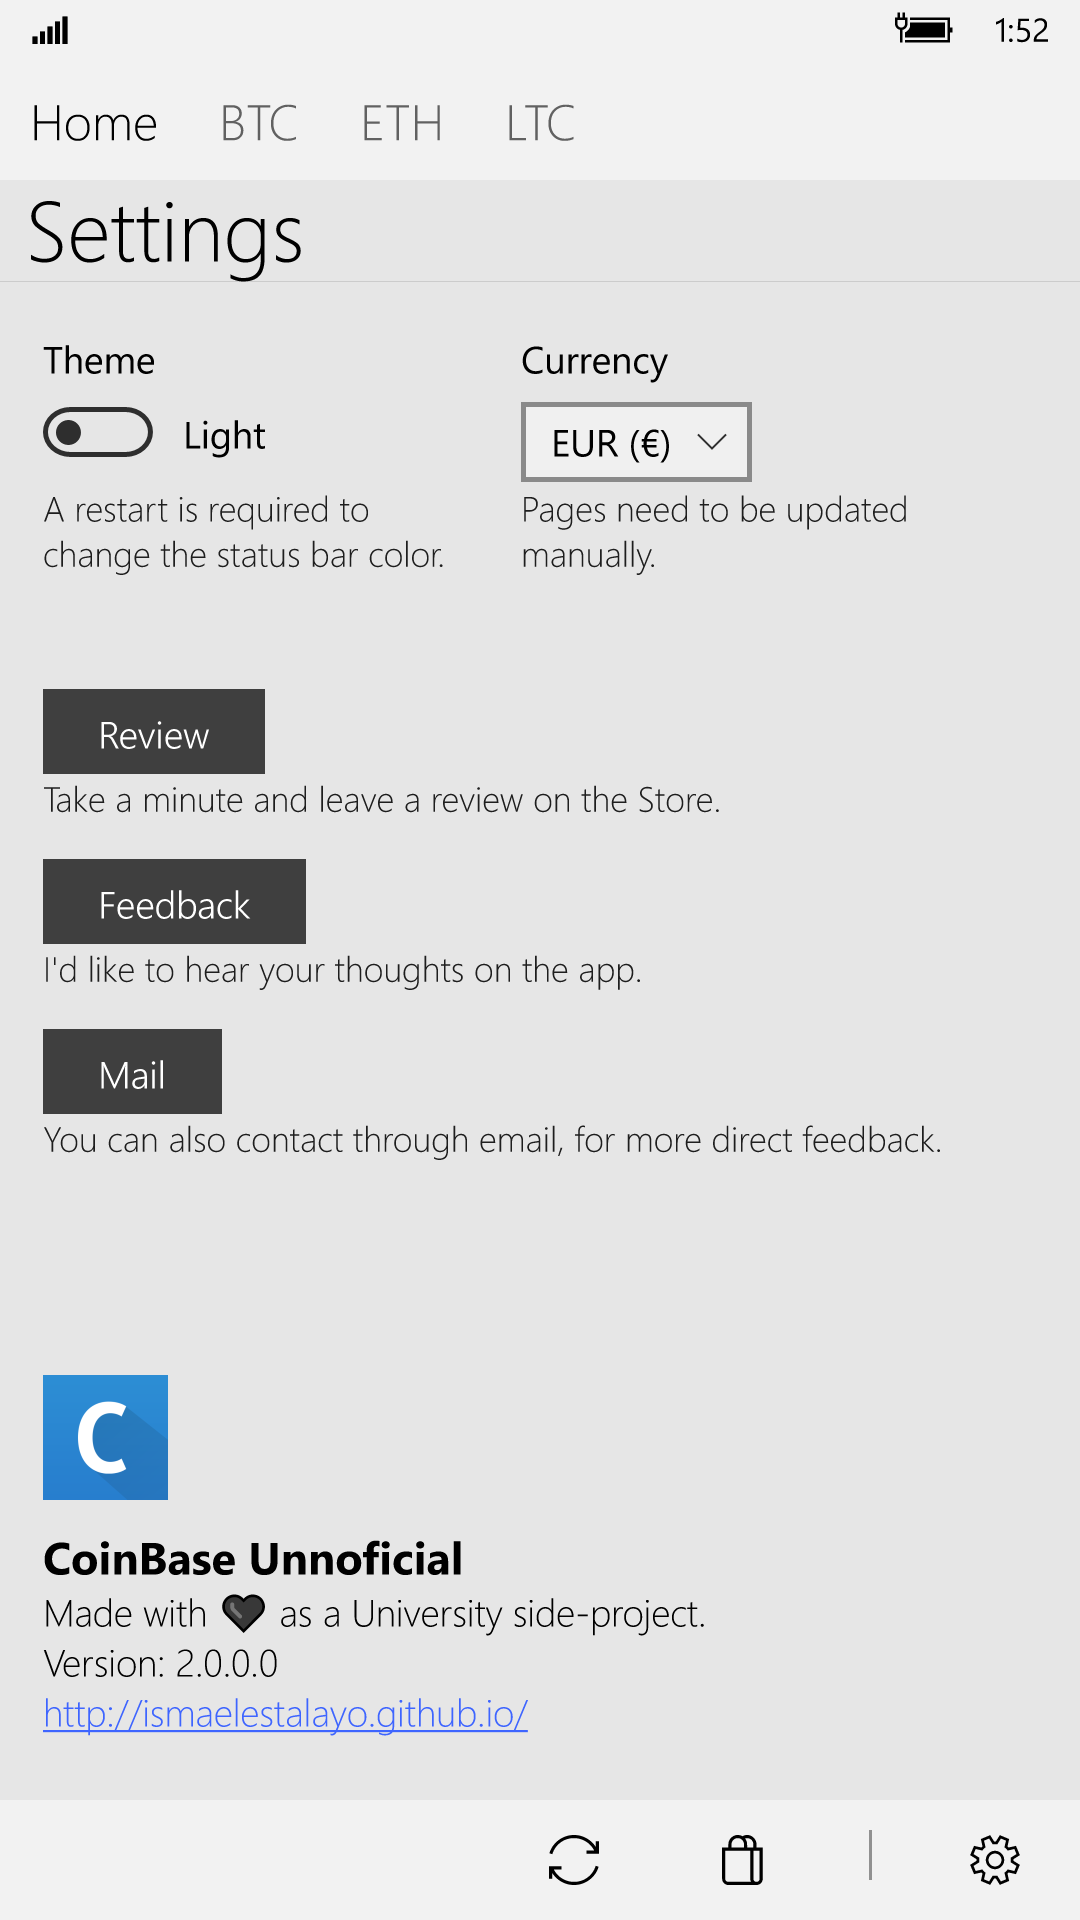 1:52
Home BTC ETH LTC
Settings
Theme
Light
A restart is required to
change the status bar color.
Currency
EUR (€)
Pages need to be updated
manually.
Review
Take a minute and leave a review on the Store.
Feedback
I'd like to hear your thoughts on the app.
Mail
You can also contact through email, for more direct feedback.
C
CoinBase Unnoficial
Made with 🖤 as a University side-project.
Version: 2.0.0.0
http://ismaelestalayo.github.io/